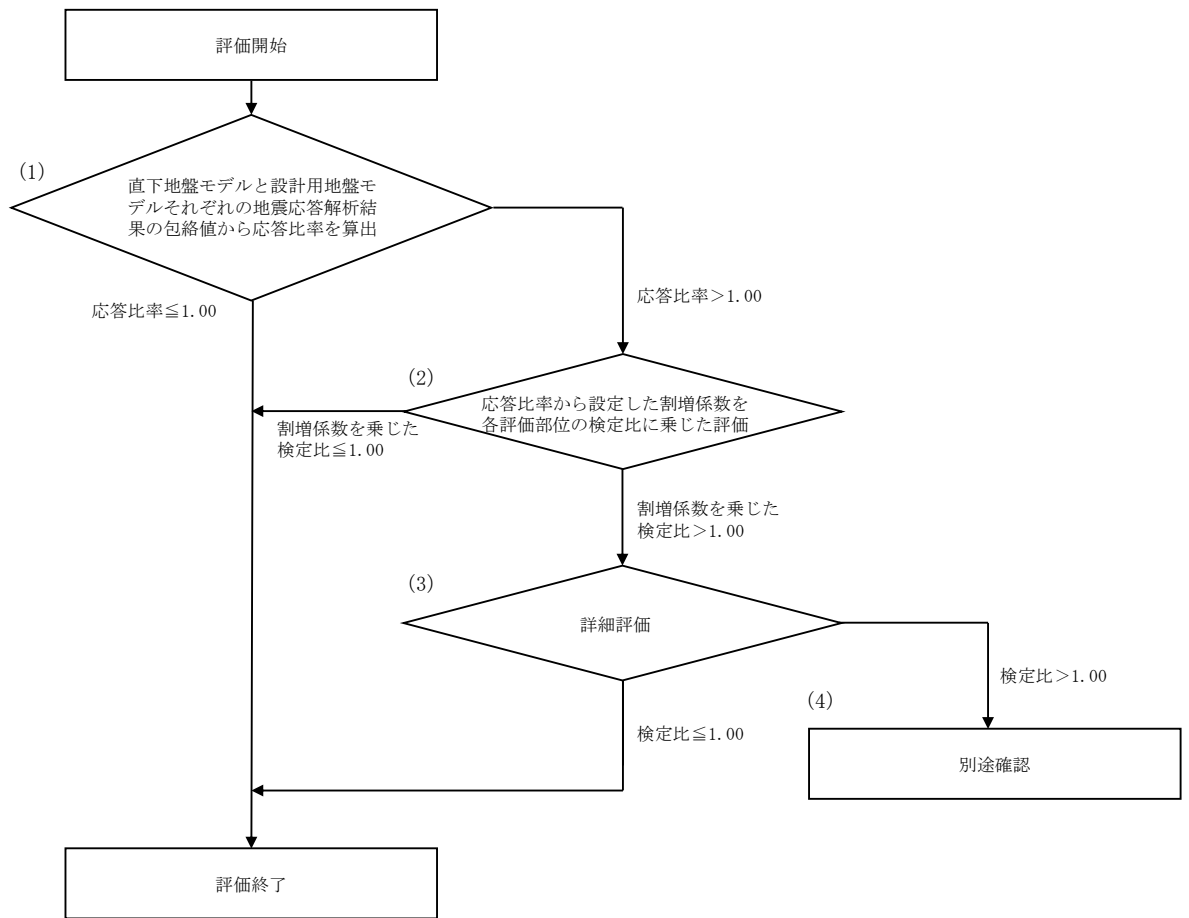 評価開始
(1)
直下地盤モデルと設計用地盤モ
デルそれぞれの地震応答解析結
果の包絡値から応答比率を算出
応答比率≦1.00
応答比率>1.00
(2)
応答比率から設定した割増係数を
各評価部位の検定比に乗じた評価
割増係数を乗じた
検定比≦1.00
割増係数を乗じた
検定比>1.00
(3)
詳細評価
検定比>1.00
検定比≦1.00
(4)
別途確認
評価終了